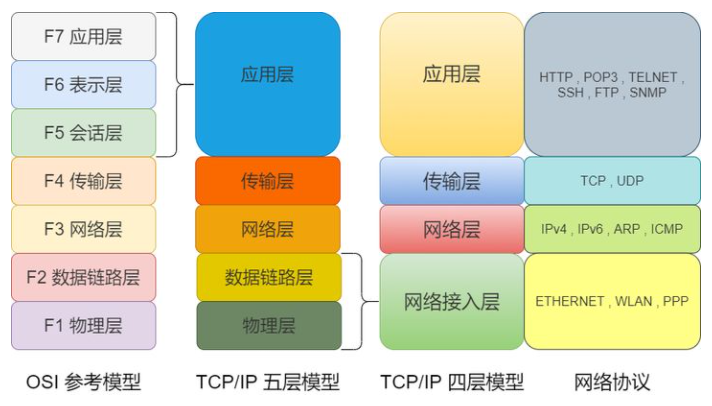 F7 应用层
F6 表示层
F5 会话层
F4 传输层
F3 网络层
F2 数据链路层
F1 物理层
OSI 参考模型
应用层
传输层
网络层
数据链路层
物理层
TCP/IP 五层模型
应用层
传输层
网络层
网络接入层
TCP/IP 四层模型
HTTP , POP3 , TELNET ,
SSH , FTP , SNMP
TCP , UDP
IPv4 , IPv6 , ARP , ICMP
ETHERNET , WLAN , PPP
网络协议